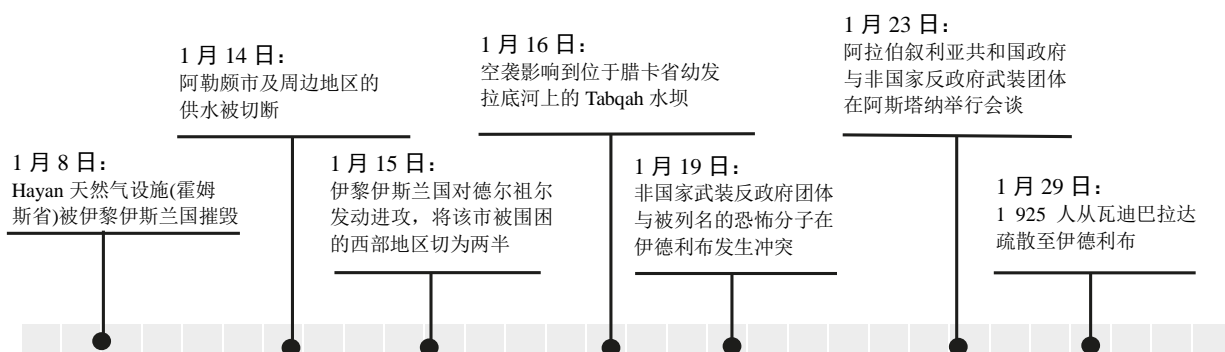 1 月 8 日：
Hayan 天然气设施(霍姆
斯省)被伊黎伊斯兰国摧毁
1 月 14 日：
阿勒颇市及周边地区的
供水被切断
1 月 15 日：
伊黎伊斯兰国对德尔祖尔
发动进攻，将该市被围困
的西部地区切为两半
1 月 16 日：
空袭影响到位于腊卡省幼发
拉底河上的 Tabqah 水坝
1 月 19 日：
非国家武装反政府团体
与被列名的恐怖分子在
伊德利布发生冲突
1 月 23 日：
阿拉伯叙利亚共和国政府
与非国家反政府武装团体
在阿斯塔纳举行会谈
1 月 29 日：
1 925 人从瓦迪巴拉达
疏散至伊德利布